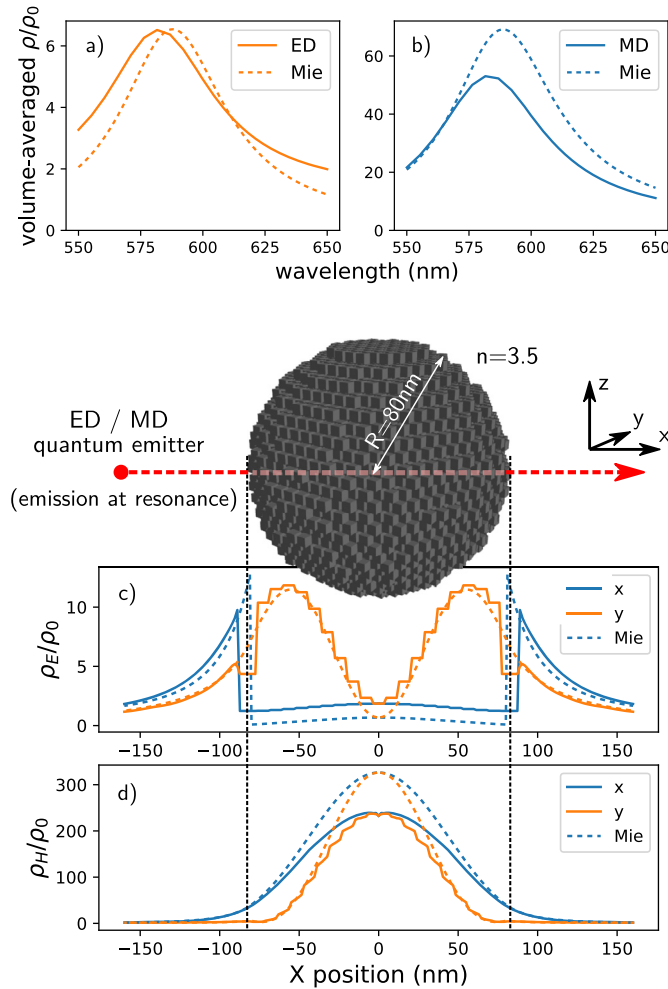 a)
ED
Mie
b)
MD
Mie
volume-averaged ρ/ρ₀
0
2
4
6
550
575
600
625
650
0
20
40
60
550
575
600
625
650
wavelength (nm)
n=3.5
R=80nm
ED / MD
quantum emitter
(emission at resonance)
z
y
x
c)
x
y
Mie
ρE/ρ₀
0
5
10
−150
−100
−50
0
50
100
150
d)
x
y
Mie
ρH/ρ₀
0
100
200
300
−150
−100
−50
0
50
100
150
X position (nm)